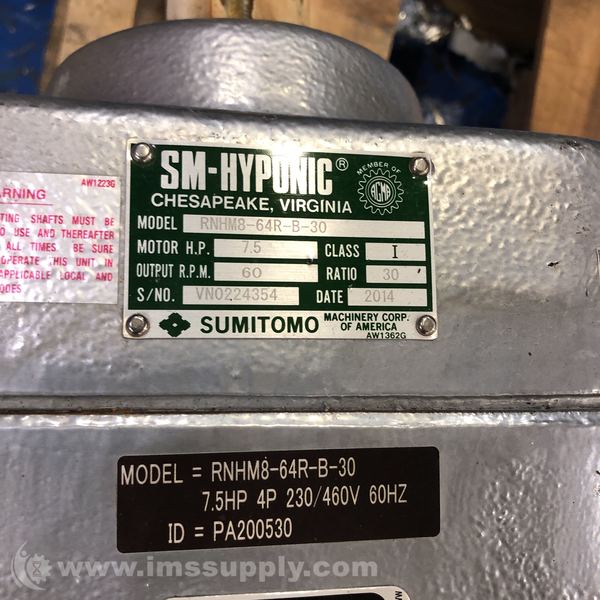 AW1223G
ARNING
TING SHAFTS MUST BE
O USE AND THEREAFTER
ALL TIMES. BE SURE
OPERATE THIS UNIT IN
APPLICABLE LOCAL AND
ODES.
SM-HYPONIC®
CHESAPEAKE, VIRGINIA
MEMBER OF
AGMA
MODEL RNHM8-64R-B-30
MOTOR H.P. 7.5 CLASS I
OUTPUT R.P.M. 60 RATIO 30
S/NO. VN0224354 DATE 2014
SUMITOMO MACHINERY CORP. OF AMERICA
AW1362G
MODEL = RNHM8-64R-B-30
7.5HP 4P 230/460V 60HZ
ID = PA200530
© www.imssupply.com/